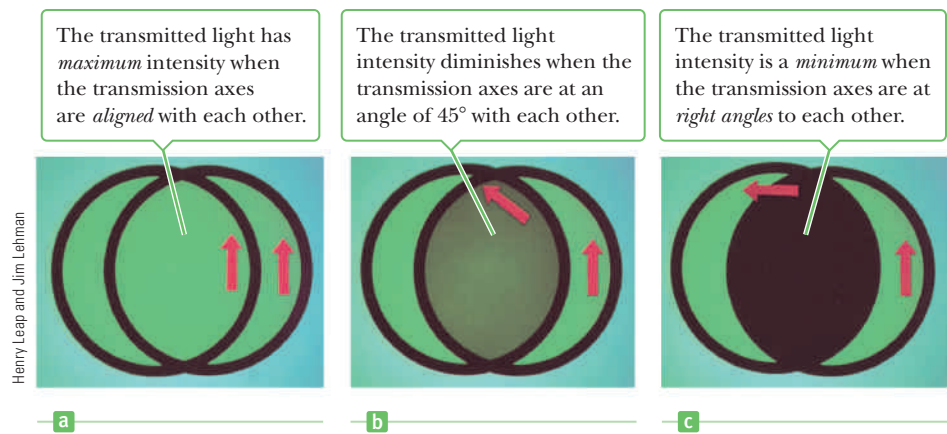 The transmitted light has
maximum intensity when
the transmission axes
are aligned with each other.
The transmitted light
intensity diminishes when the
transmission axes are at an
angle of 45° with each other.
The transmitted light
intensity is a minimum when
the transmission axes are at
right angles to each other.
Henry Leap and Jim Lehman
a
b
c